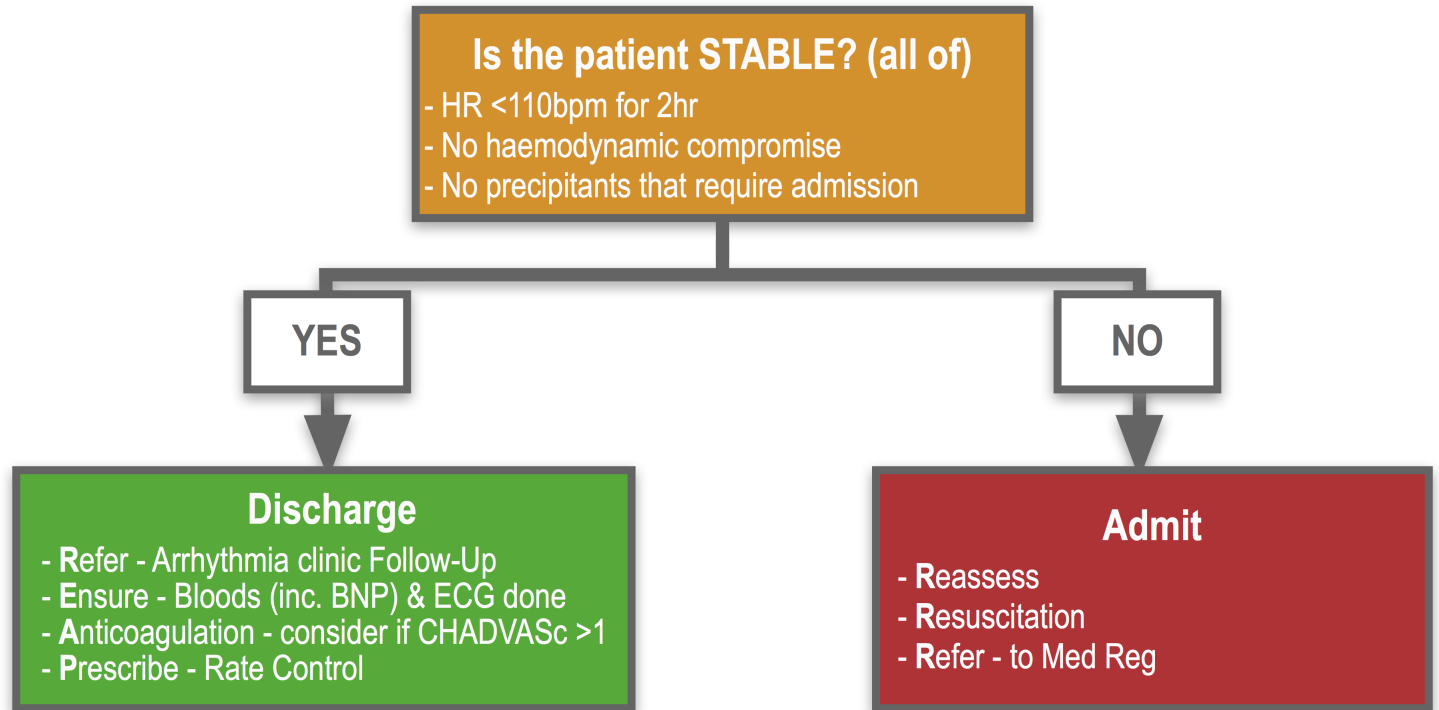 Is the patient STABLE? (all of)
- HR <110bpm for 2hr
- No haemodynamic compromise
- No precipitants that require admission
YES
NO
Discharge
- Refer - Arrhythmia clinic Follow-Up
- Ensure - Bloods (inc. BNP) & ECG done
- Anticoagulation - consider if CHADVASc >1
- Prescribe - Rate Control
Admit
- Reassess
- Resuscitation
- Refer - to Med Reg